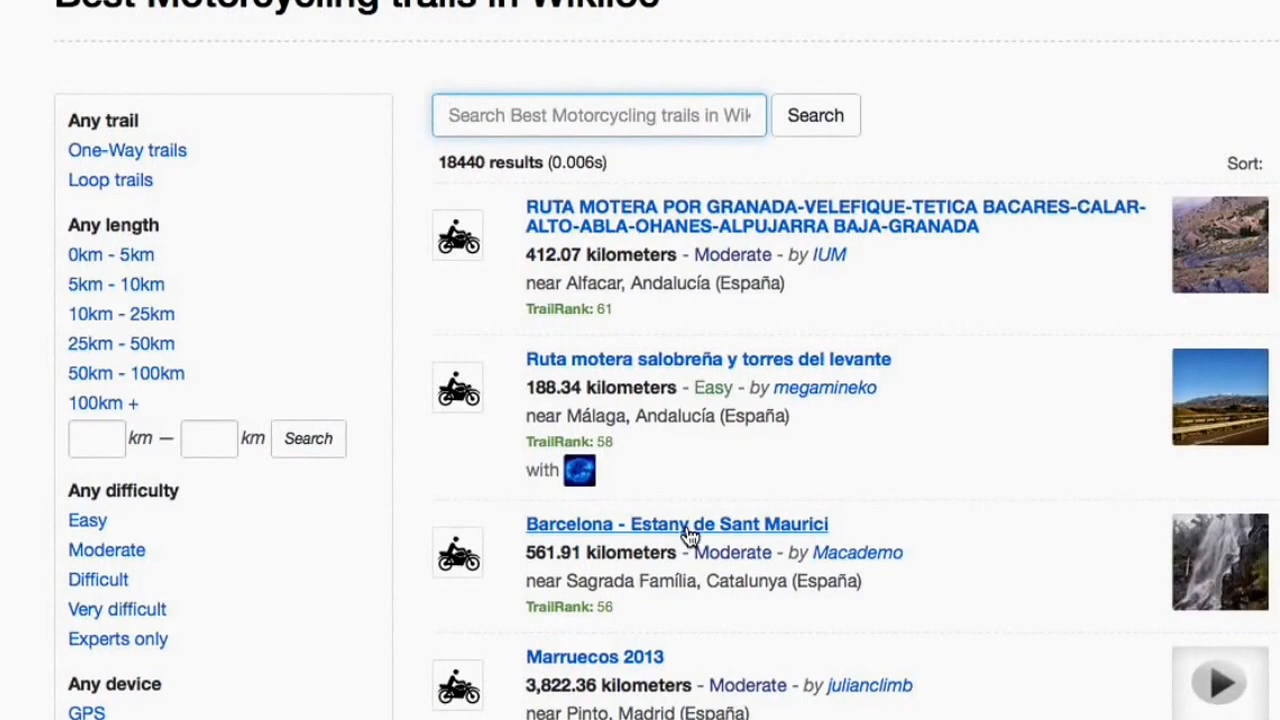 Best Motorcycling trails in Wikiloc
Any trail
One-Way trails
Loop trails
Any length
0km - 5km
5km - 10km
10km - 25km
25km - 50km
50km - 100km
100km +
km — km Search
Any difficulty
Easy
Moderate
Difficult
Very difficult
Experts only
Any device
GPS
Search Best Motorcycling trails in Wik Search
18440 results (0.006s) Sort:
RUTA MOTERA POR GRANADA-VELEFIQUE-TETICA BACARES-CALAR-
ALTO-ABLA-OHANES-ALPUJARRA BAJA-GRANADA
412.07 kilometers - Moderate - by IUM
near Alfacar, Andalucía (España)
TrailRank: 61
Ruta motera salobreña y torres del levante
188.34 kilometers - Easy - by megamineko
near Málaga, Andalucía (España)
TrailRank: 58
with
Barcelona - Estany de Sant Maurici
561.91 kilometers - Moderate - by Macademo
near Sagrada Família, Catalunya (España)
TrailRank: 56
Marruecos 2013
3,822.36 kilometers - Moderate - by julianclimb
near Pinto, Madrid (España)